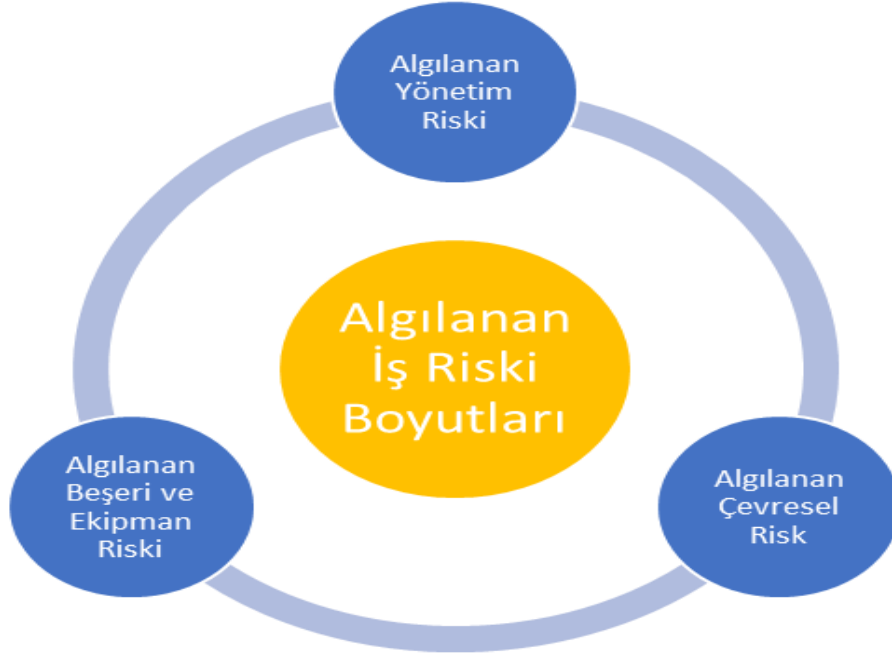 Algılanan
Yönetim
Riski
Algılanan
İş Riski
Boyutları
Algılanan
Beşeri ve
Ekipman
Riski
Algılanan
Çevresel
Risk